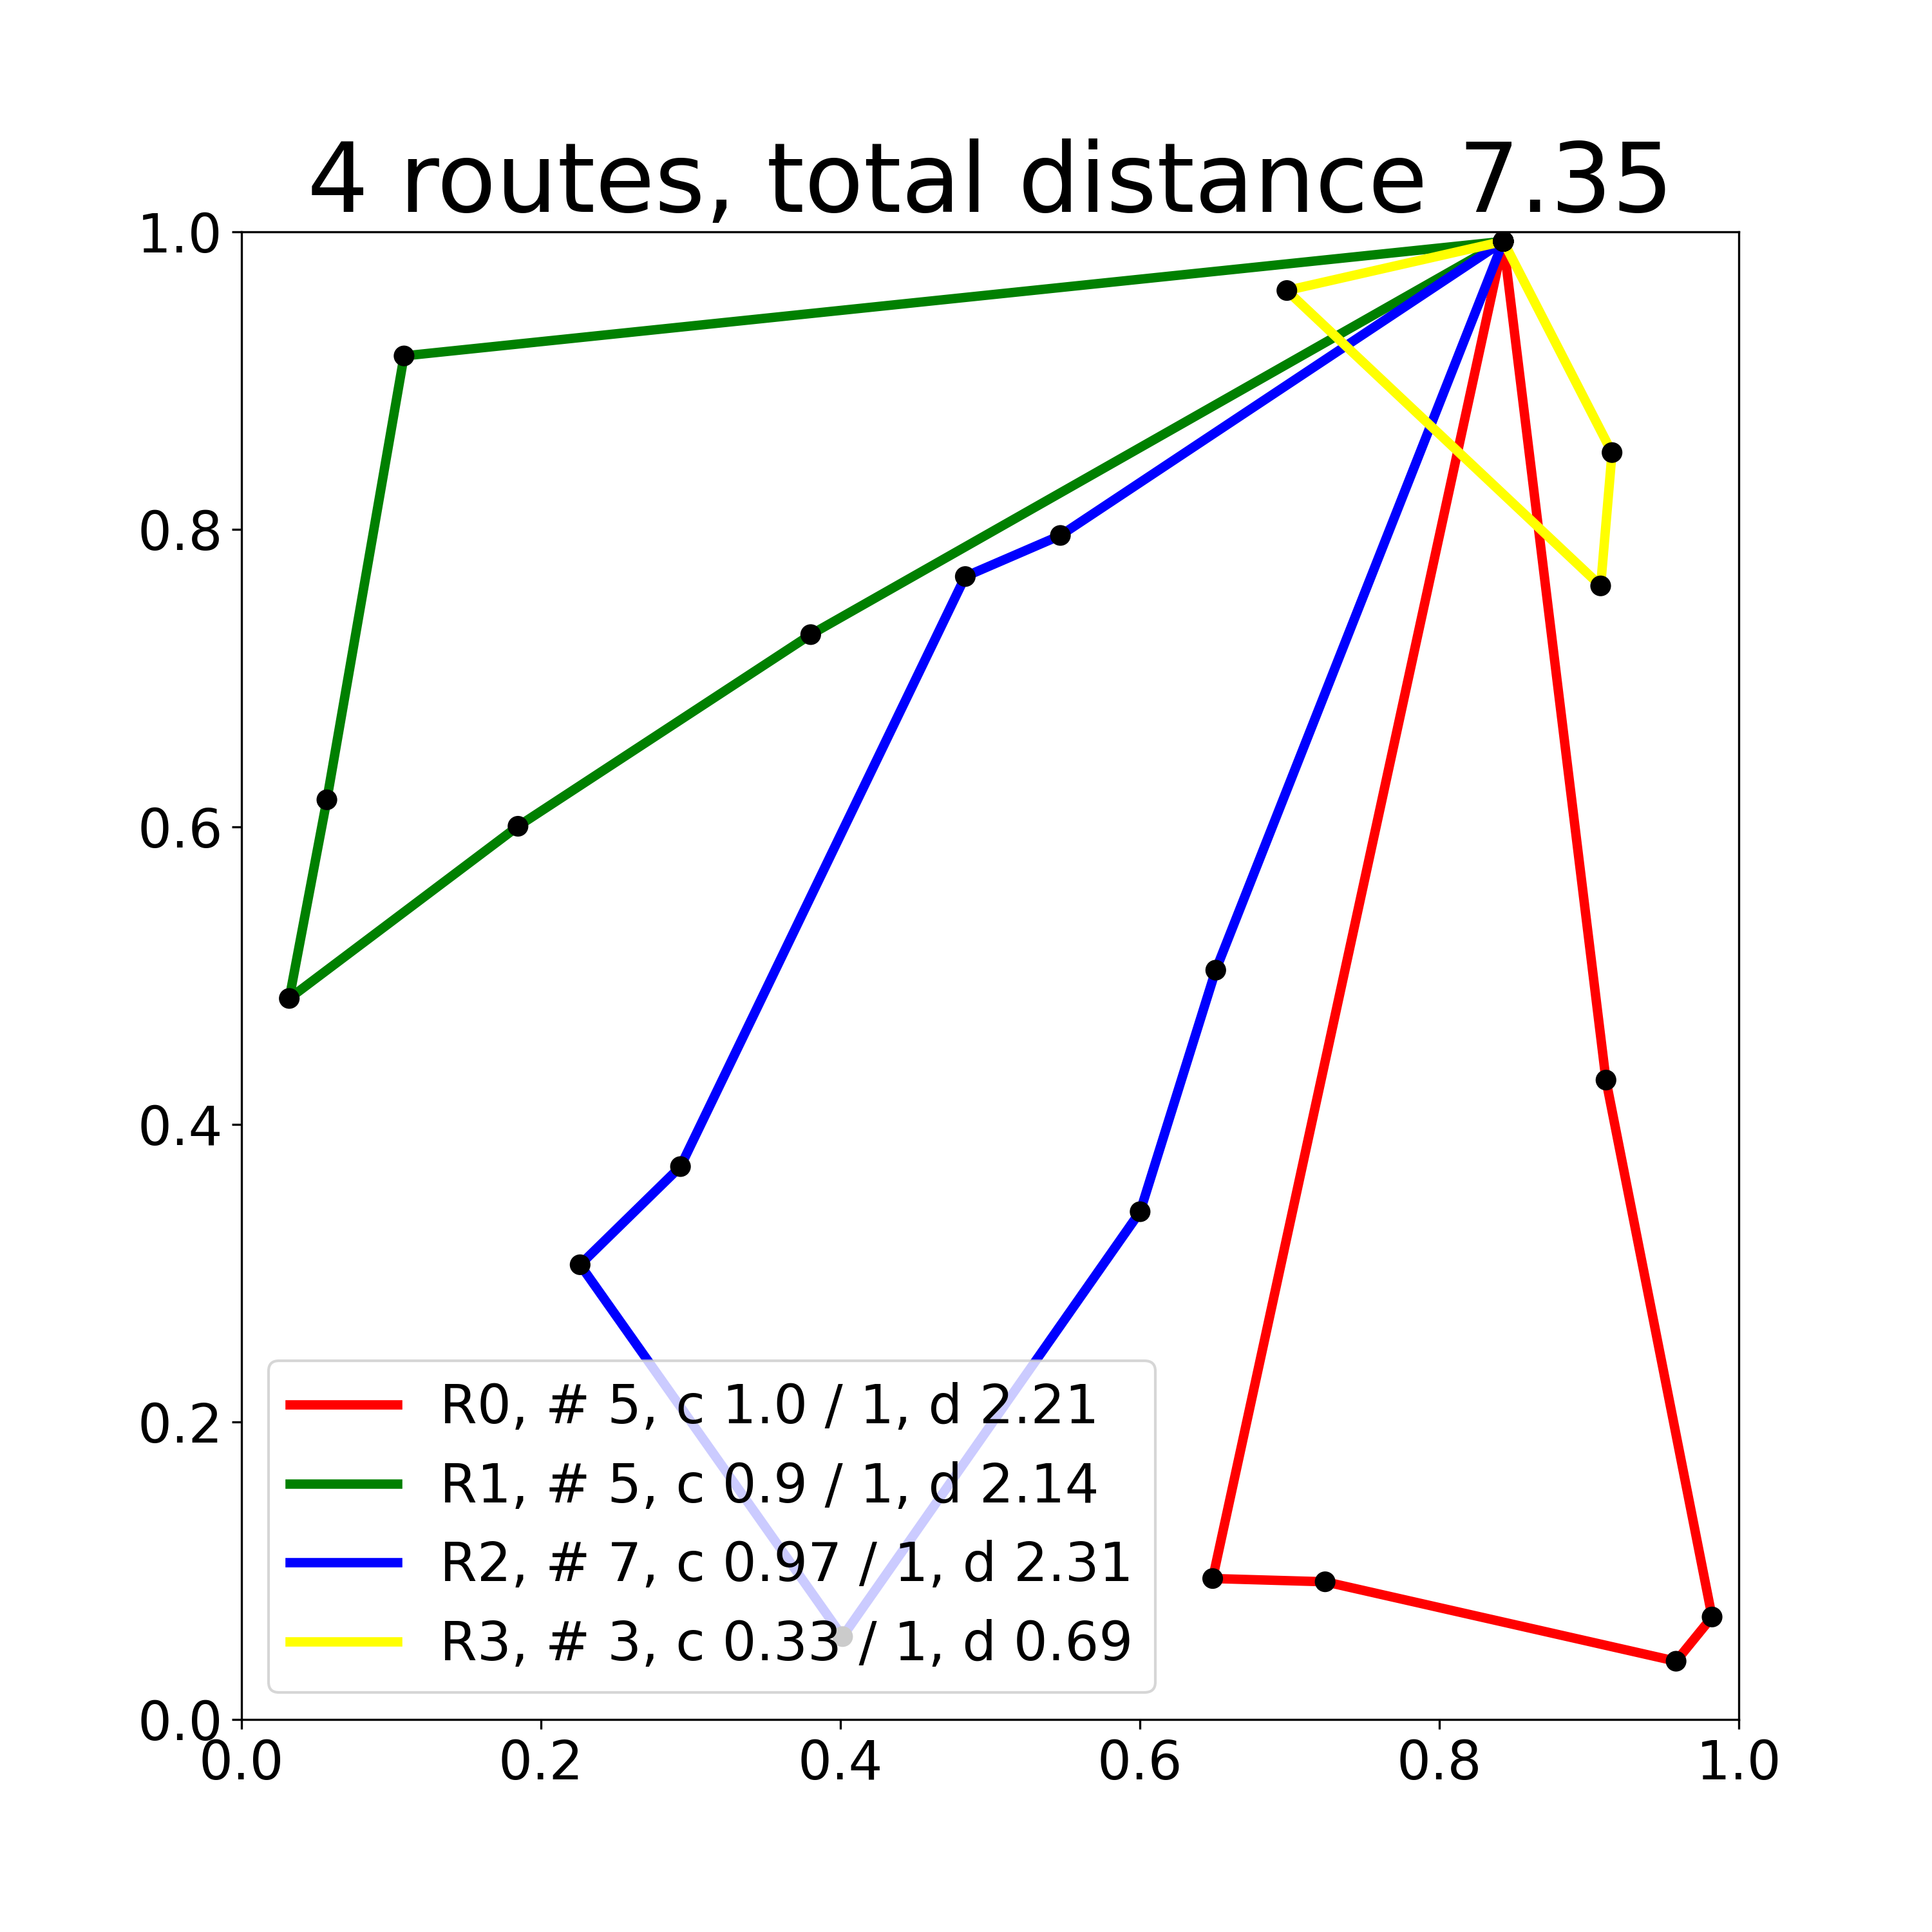 4 routes, total distance 7.35
1.0
0.8
0.6
0.4
0.2
0.0
R0, # 5, c 1.0 / 1, d 2.21
R1, # 5, c 0.9 / 1, d 2.14
R2, # 7, c 0.97 / 1, d 2.31
R3, # 3, c 0.33 / 1, d 0.69
0.0 0.2 0.4 0.6 0.8 1.0